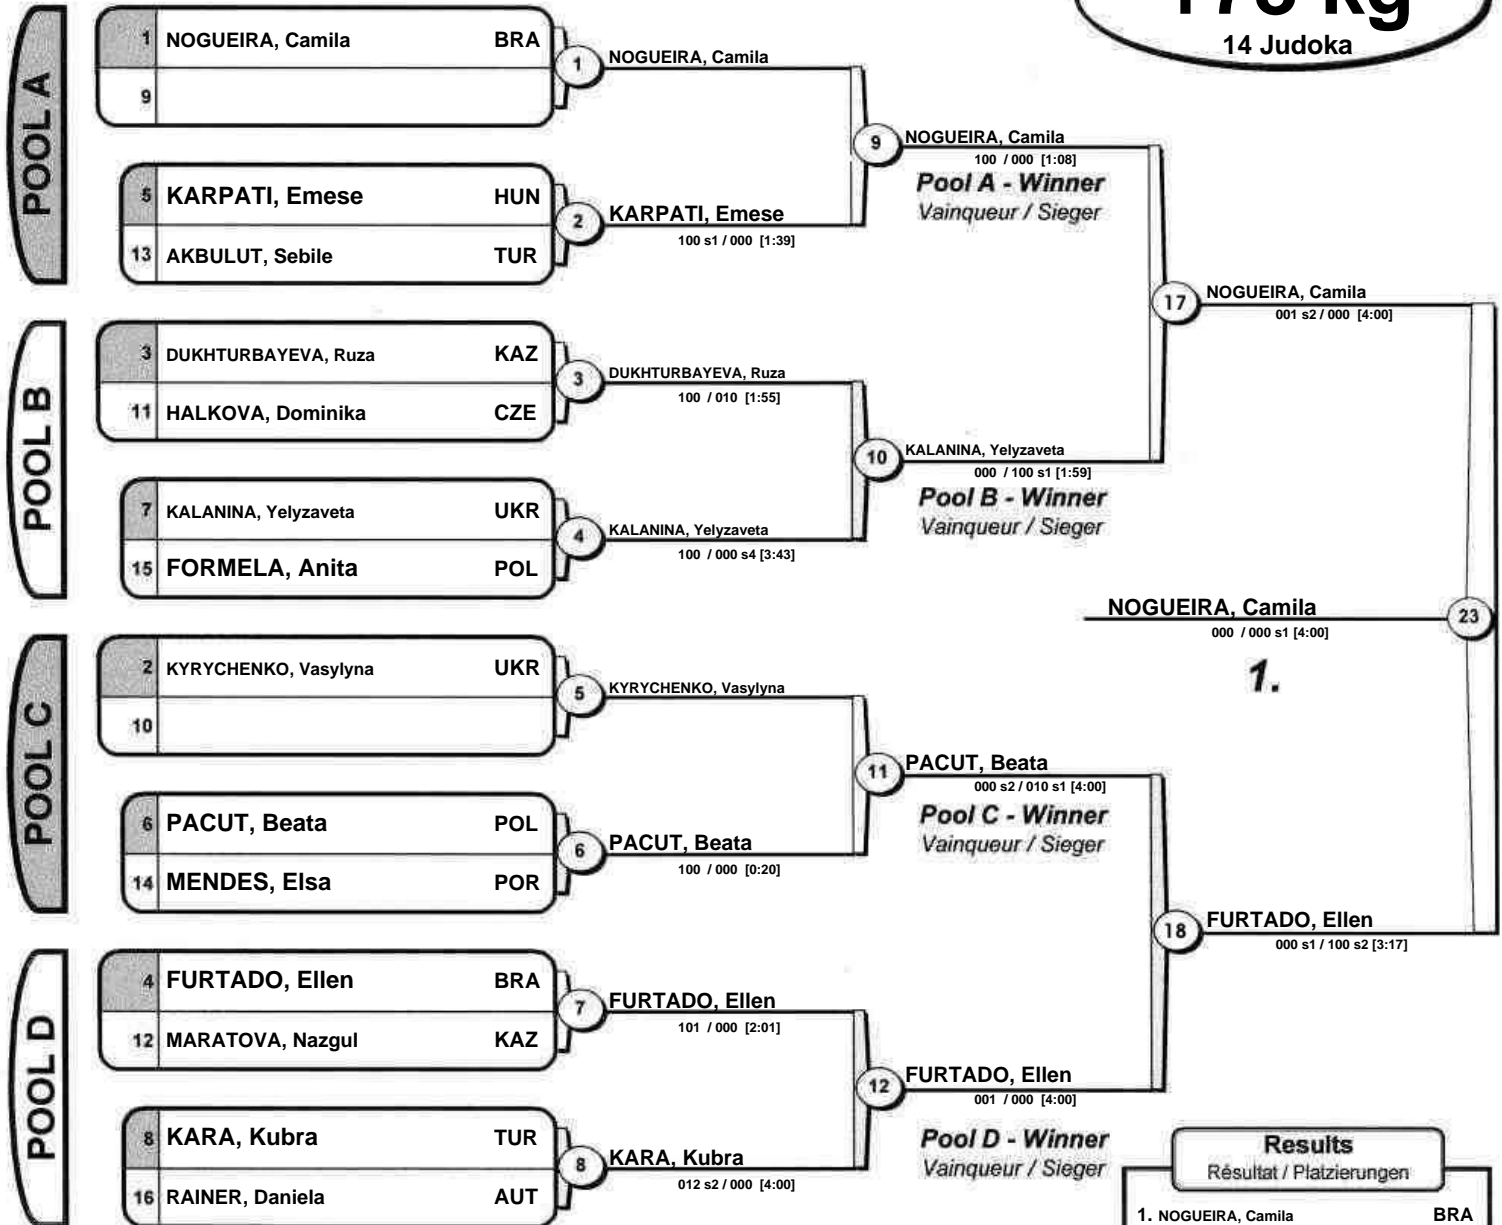 178 kg
14 Judoka
POOL A
1 NOGUEIRA, Camila BRA
9
1
NOGUEIRA, Camila
5 KARPATI, Emese HUN
13 AKBULUT, Sebile TUR
2
KARPATI, Emese
100 s1 / 000 [1:39]
9
NOGUEIRA, Camila
100 / 000 [1:08]
Pool A - Winner
Vainqueur / Sieger
POOL B
3 DUKHTURBAYEVA, Ruza KAZ
11 HALKOVA, Dominika CZE
3
DUKHTURBAYEVA, Ruza
100 / 010 [1:55]
7 KALANINA, Yelyzaveta UKR
15 FORMELA, Anita POL
4
KALANINA, Yelyzaveta
100 / 000 s4 [3:43]
10
KALANINA, Yelyzaveta
000 / 100 s1 [1:59]
Pool B - Winner
Vainqueur / Sieger
17
NOGUEIRA, Camila
001 s2 / 000 [4:00]
POOL C
2 KYRYCHENKO, Vasylyna UKR
10
5
KYRYCHENKO, Vasylyna
6 PACUT, Beata POL
14 MENDES, Elsa POR
6
PACUT, Beata
100 / 000 [0:20]
11
PACUT, Beata
000 s2 / 010 s1 [4:00]
Pool C - Winner
Vainqueur / Sieger
POOL D
4 FURTADO, Ellen BRA
12 MARATOVA, Nazgul KAZ
7
FURTADO, Ellen
101 / 000 [2:01]
8 KARA, Kubra TUR
16 RAINER, Daniela AUT
8
KARA, Kubra
012 s2 / 000 [4:00]
12
FURTADO, Ellen
001 / 000 [4:00]
Pool D - Winner
Vainqueur / Sieger
18
FURTADO, Ellen
000 s1 / 100 s2 [3:17]
23
NOGUEIRA, Camila
000 / 000 s1 [4:00]
1.
Results
Résultat / Platzierungen
1. NOGUEIRA, Camila BRA